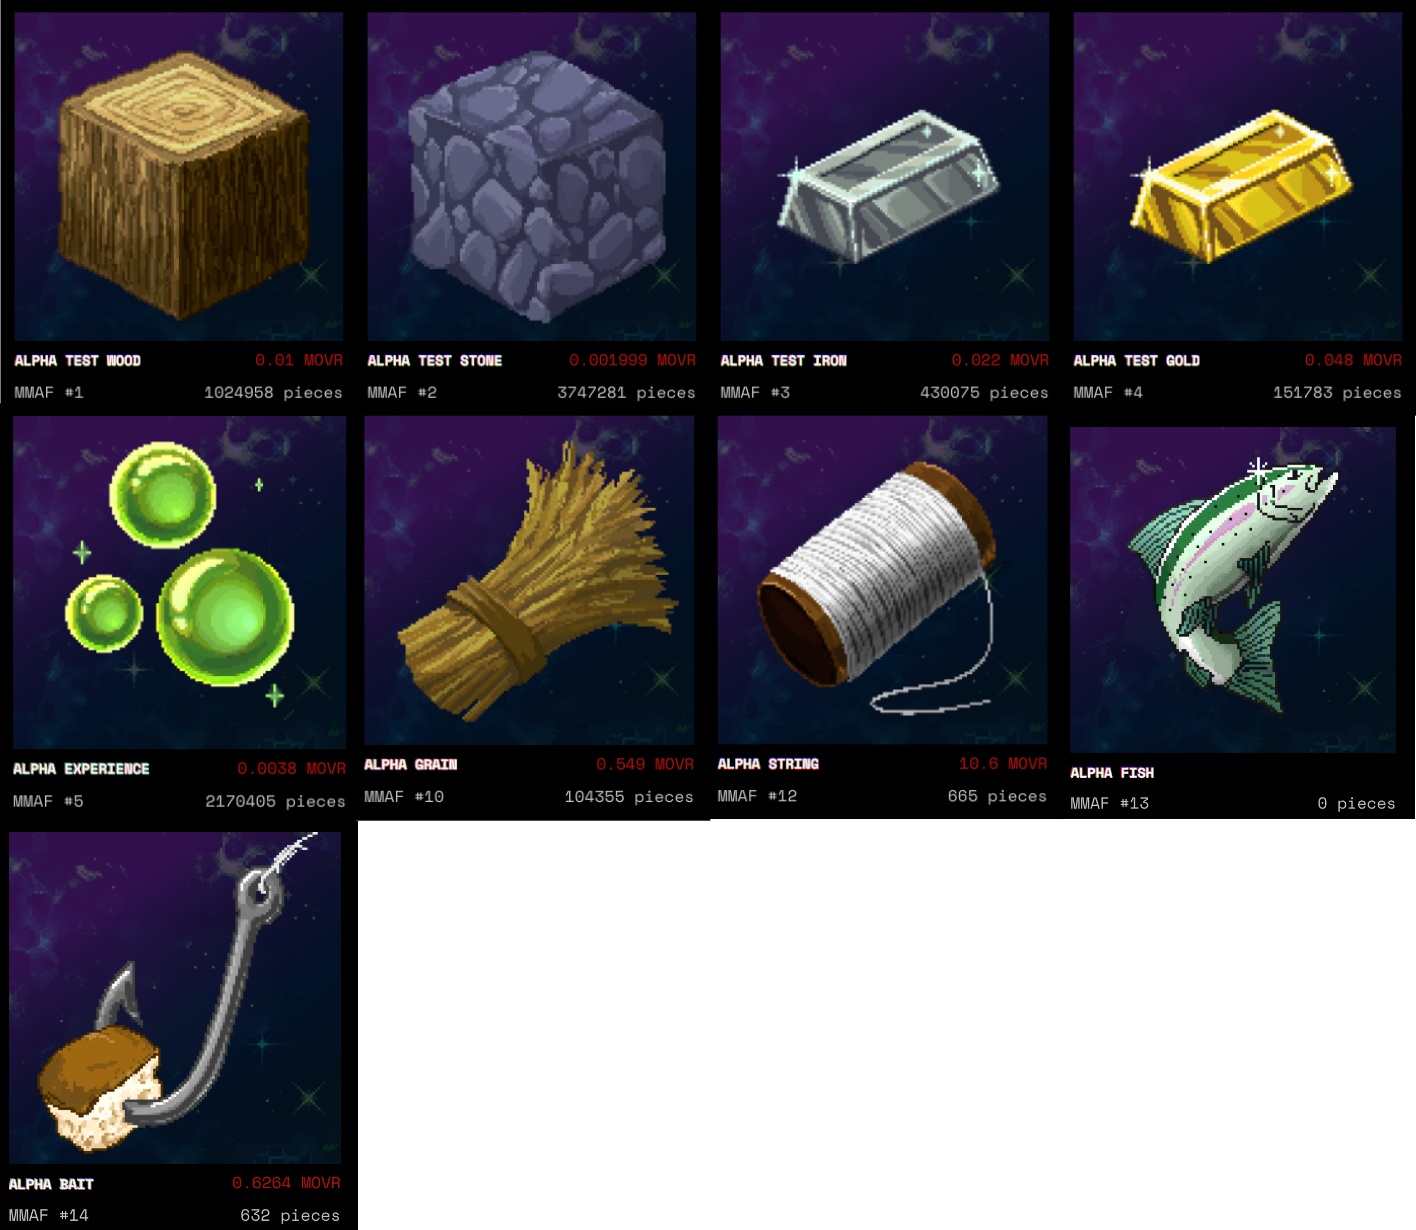 ALPHA TEST WOOD 0.01 MOVR
MMAF #1 1024958 pieces
ALPHA TEST STONE 0.001999 MOVR
MMAF #2 3747281 pieces
ALPHA TEST IRON 0.022 MOVR
MMAF #3 430075 pieces
ALPHA TEST GOLD 0.048 MOVR
MMAF #4 151783 pieces
ALPHA EXPERIENCE 0.0038 MOVR
MMAF #5 2170405 pieces
ALPHA GRAIN 0.549 MOVR
MMAF #10 104355 pieces
ALPHA STRING 10.6 MOVR
MMAF #12 665 pieces
ALPHA FISH
MMAF #13 0 pieces
ALPHA BAIT 0.6264 MOVR
MMAF #14 632 pieces